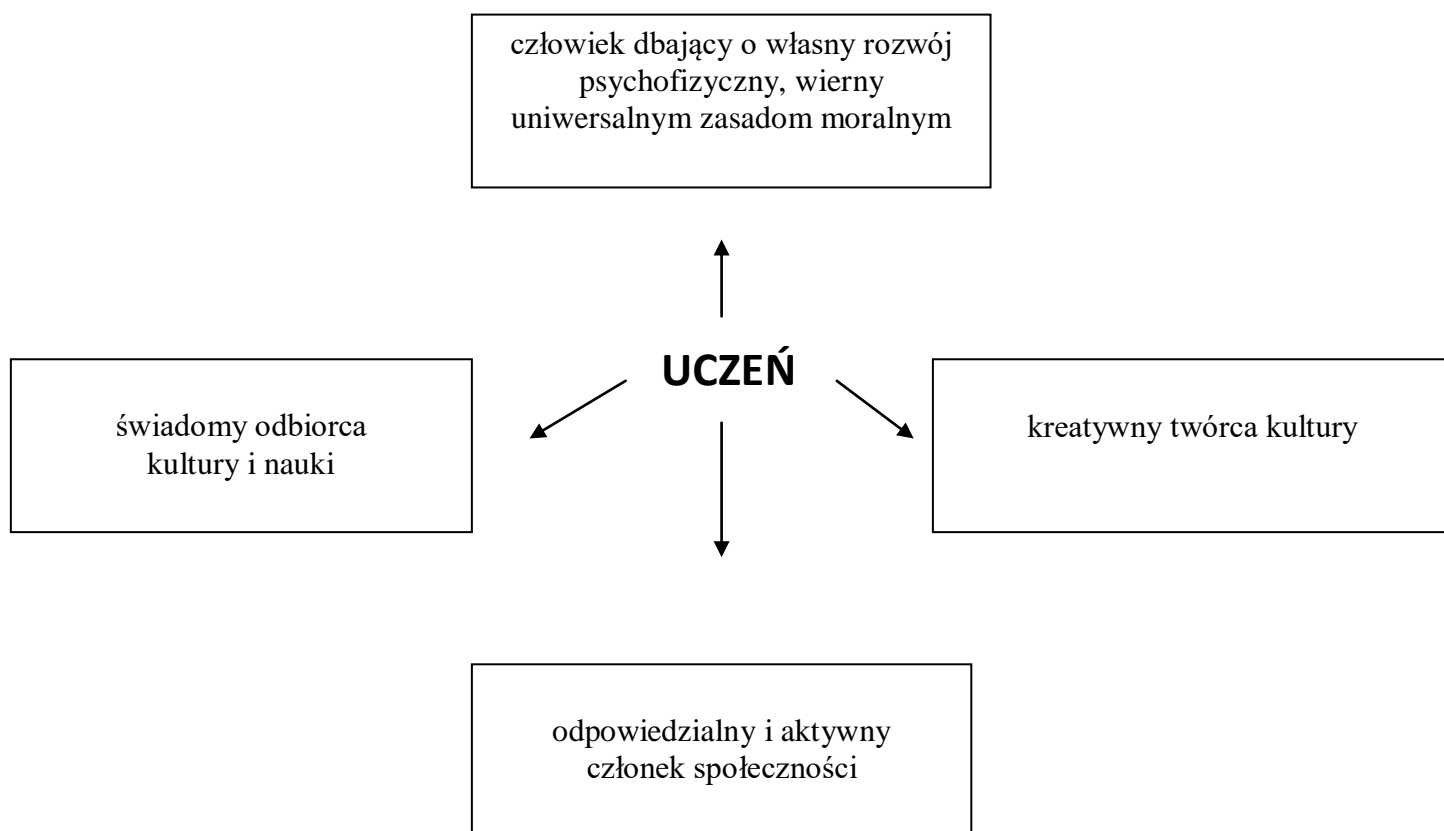 człowiek dbający o własny rozwój
psychofizyczny, wierny
uniwersalnym zasadom moralnym
UCZEŃ
świadomy odbiorca
kultury i nauki
kreatywny twórca kultury
odpowiedzialny i aktywny
członek społeczności